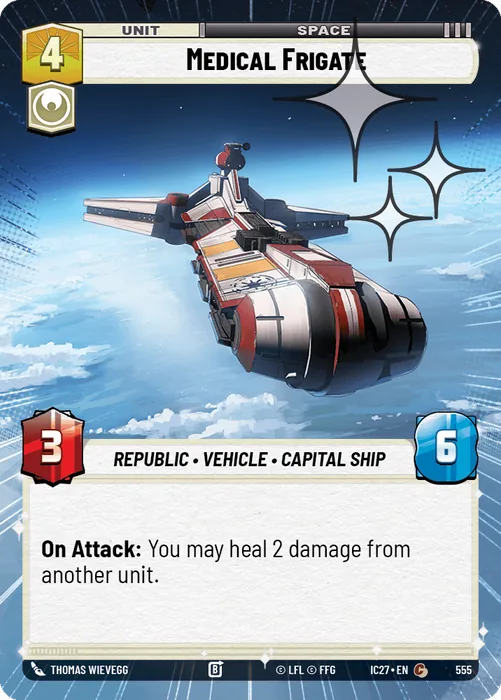 UNIT
SPACE
4
MEDICAL FRIGATE
3
REPUBLIC • VEHICLE • CAPITAL SHIP
6
On Attack: You may heal 2 damage from
another unit.
THOMAS WIEVEGG
B
© LFL © FFG
IC27 • EN
C
555